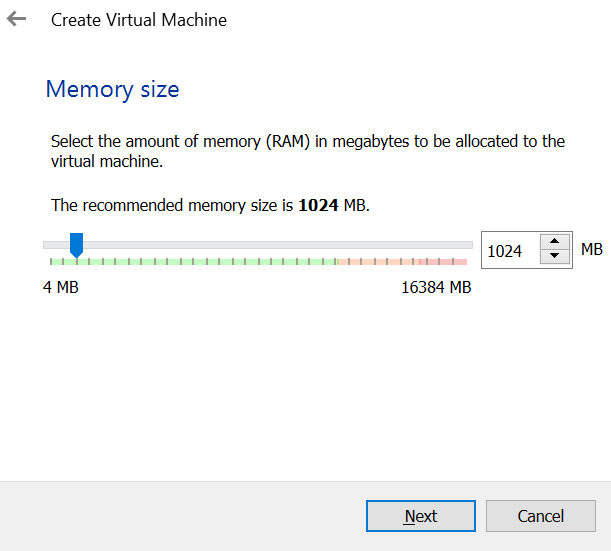 Create Virtual Machine
Memory size
Select the amount of memory (RAM) in megabytes to be allocated to the
virtual machine.
The recommended memory size is 1024 MB.
1024 MB
4 MB 16384 MB
Next Cancel